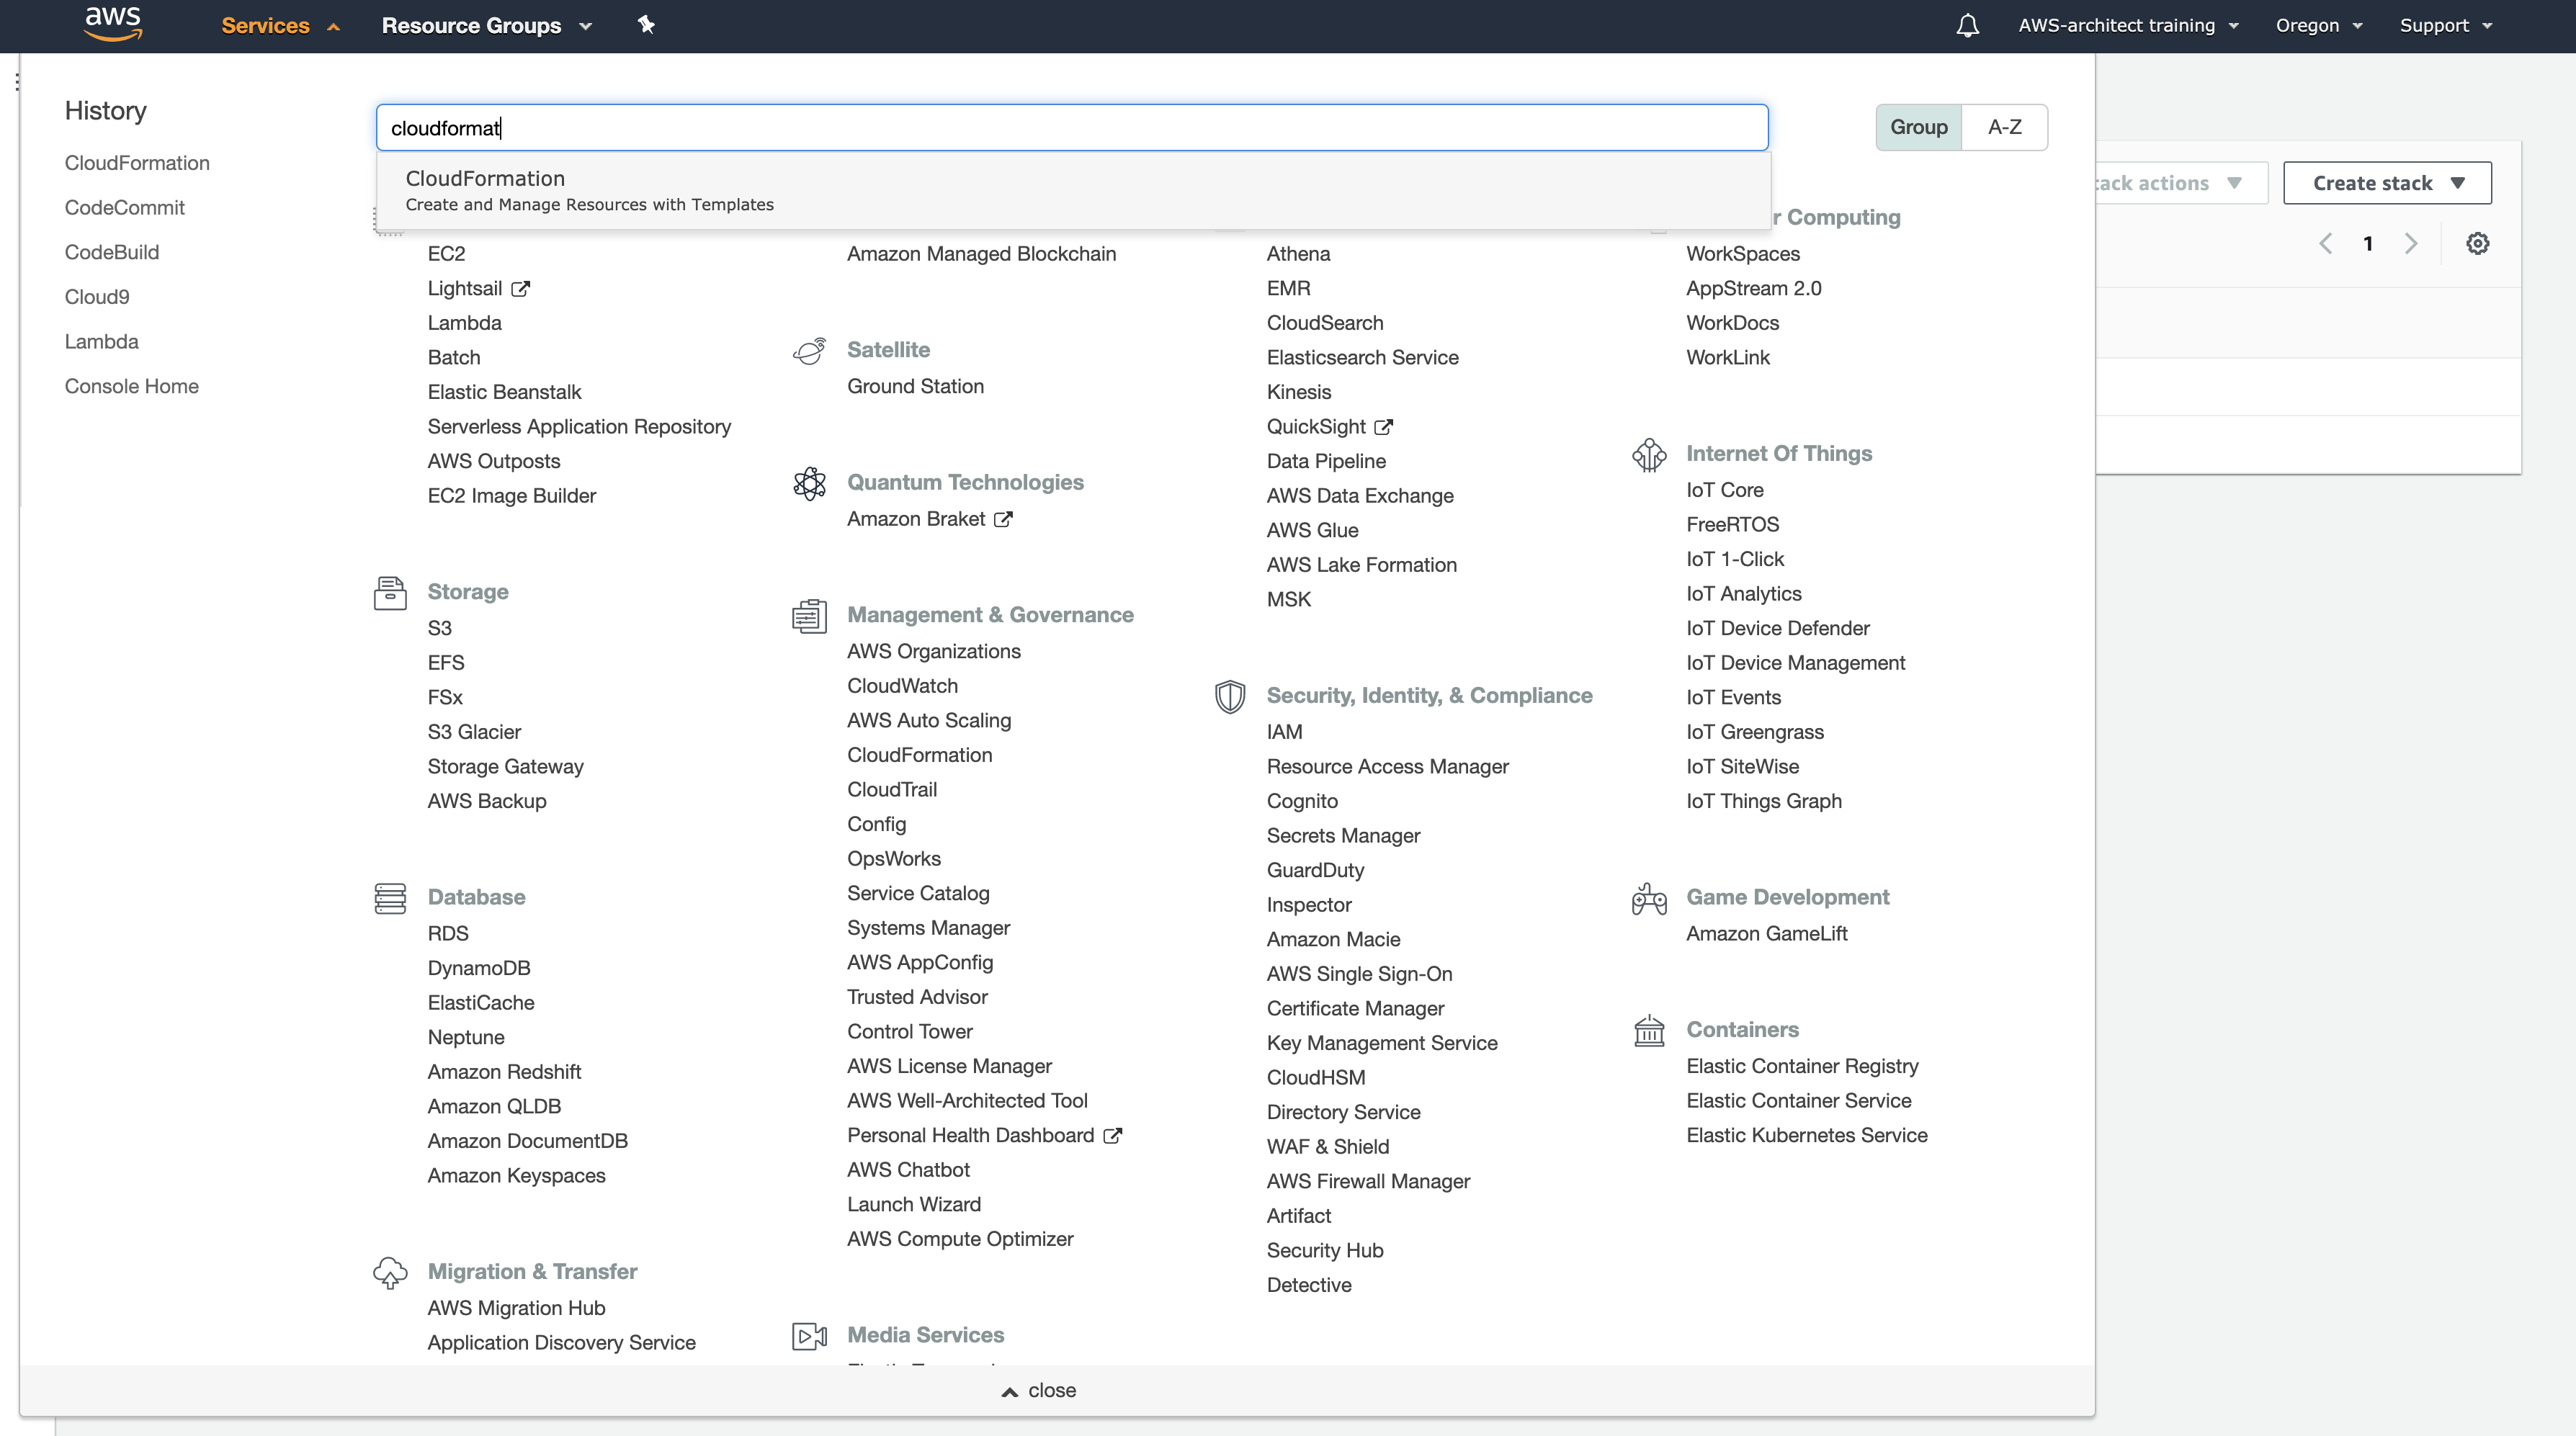 aws
Services
Resource Groups
AWS-architect training
Oregon
Support
History
CloudFormation
CodeCommit
CodeBuild
Cloud9
Lambda
Console Home
cloudformat
Group
A-Z
CloudFormation
Create and Manage Resources with Templates
EC2
Lightsail
Lambda
Batch
Elastic Beanstalk
Serverless Application Repository
AWS Outposts
EC2 Image Builder
Storage
S3
EFS
FSx
S3 Glacier
Storage Gateway
AWS Backup
Database
RDS
DynamoDB
ElastiCache
Neptune
Amazon Redshift
Amazon QLDB
Amazon DocumentDB
Amazon Keyspaces
Migration & Transfer
AWS Migration Hub
Application Discovery Service
Amazon Managed Blockchain
Satellite
Ground Station
Quantum Technologies
Amazon Braket
Management & Governance
AWS Organizations
CloudWatch
AWS Auto Scaling
CloudFormation
CloudTrail
Config
OpsWorks
Service Catalog
Systems Manager
AWS AppConfig
Trusted Advisor
Control Tower
AWS License Manager
AWS Well-Architected Tool
Personal Health Dashboard
AWS Chatbot
Launch Wizard
AWS Compute Optimizer
Media Services
Athena
EMR
CloudSearch
Elasticsearch Service
Kinesis
QuickSight
Data Pipeline
AWS Data Exchange
AWS Glue
AWS Lake Formation
MSK
Security, Identity, & Compliance
IAM
Resource Access Manager
Cognito
Secrets Manager
GuardDuty
Inspector
Amazon Macie
AWS Single Sign-On
Certificate Manager
Key Management Service
CloudHSM
Directory Service
WAF & Shield
AWS Firewall Manager
Artifact
Security Hub
Detective
r Computing
WorkSpaces
AppStream 2.0
WorkDocs
WorkLink
Internet Of Things
IoT Core
FreeRTOS
IoT 1-Click
IoT Analytics
IoT Device Defender
IoT Device Management
IoT Events
IoT Greengrass
IoT SiteWise
IoT Things Graph
Game Development
Amazon GameLift
Containers
Elastic Container Registry
Elastic Container Service
Elastic Kubernetes Service
close
tack actions
Create stack
1